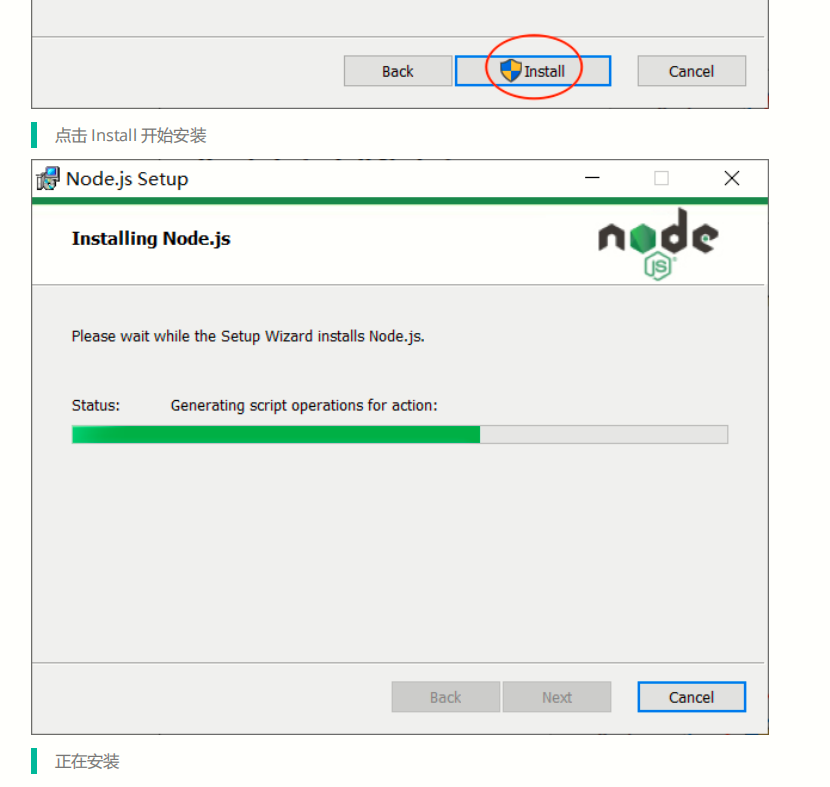 Back
Install
Cancel
点击 Install 开始安装
Node.js Setup
Installing Node.js
node
JS
Please wait while the Setup Wizard installs Node.js.
Status: Generating script operations for action:
Back
Next
Cancel
正在安装